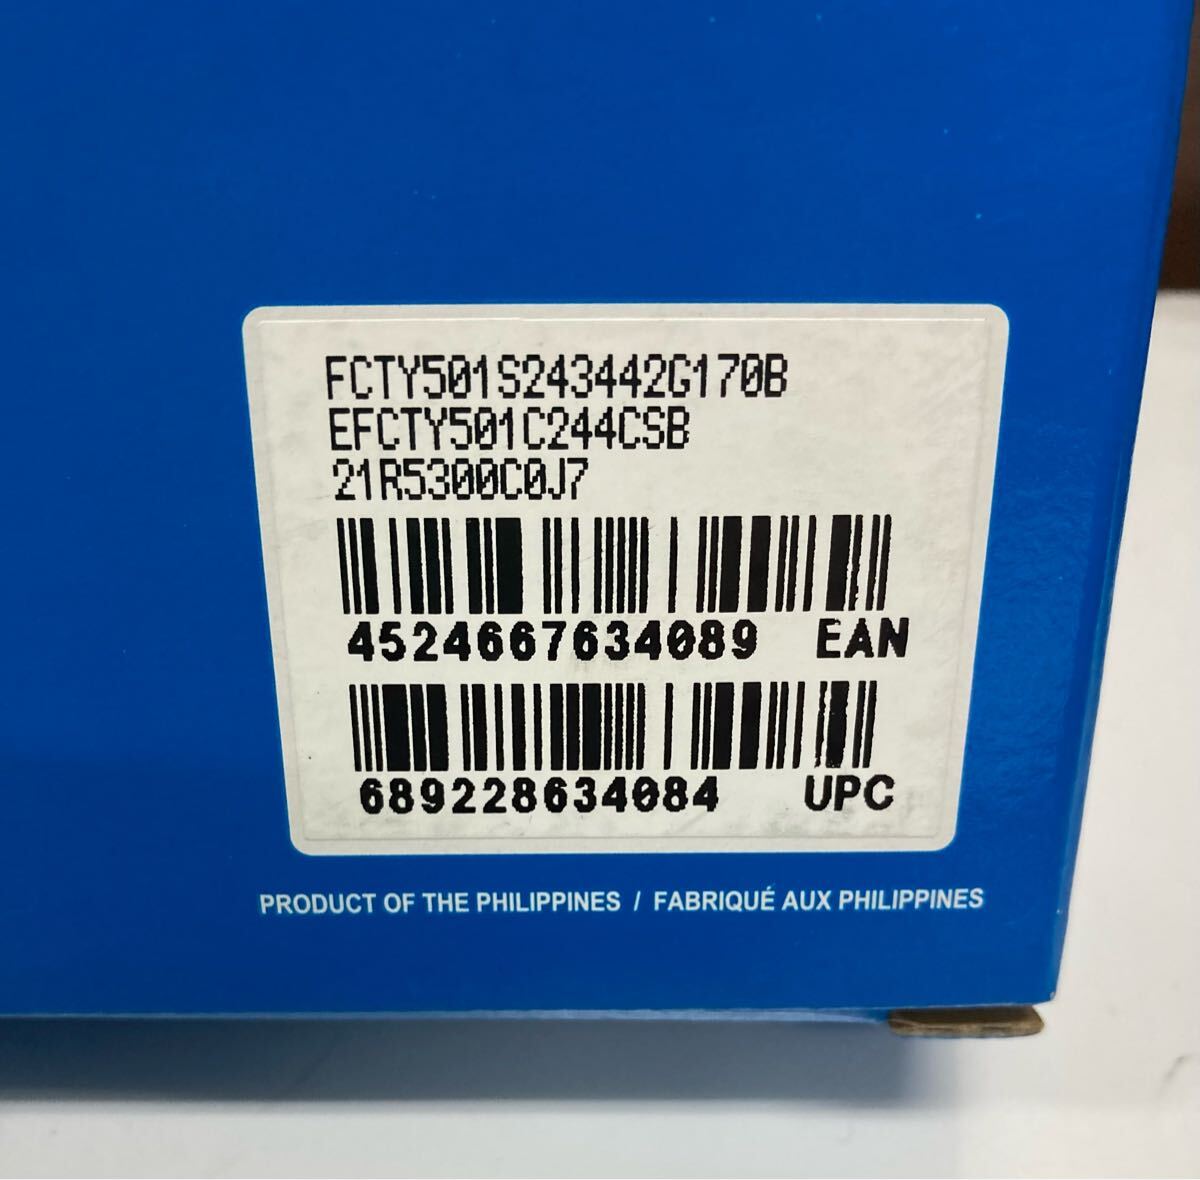 FCTY501S243442G170B
EFCTY501C244CSB
21R5300C0J7
4524667634089 EAN
689228634084 UPC
PRODUCT OF THE PHILIPPINES / FABRIQUÉ AUX PHILIPPINES